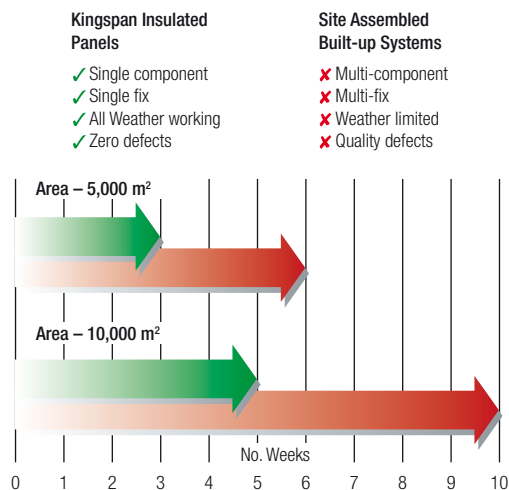 Kingspan Insulated
Panels
✓ Single component
✓ Single fix
✓ All Weather working
✓ Zero defects
Site Assembled
Built-up Systems
✘ Multi-component
✘ Multi-fix
✘ Weather limited
✘ Quality defects
Area – 5,000 m²
Area – 10,000 m²
No. Weeks
0 1 2 3 4 5 6 7 8 9 10